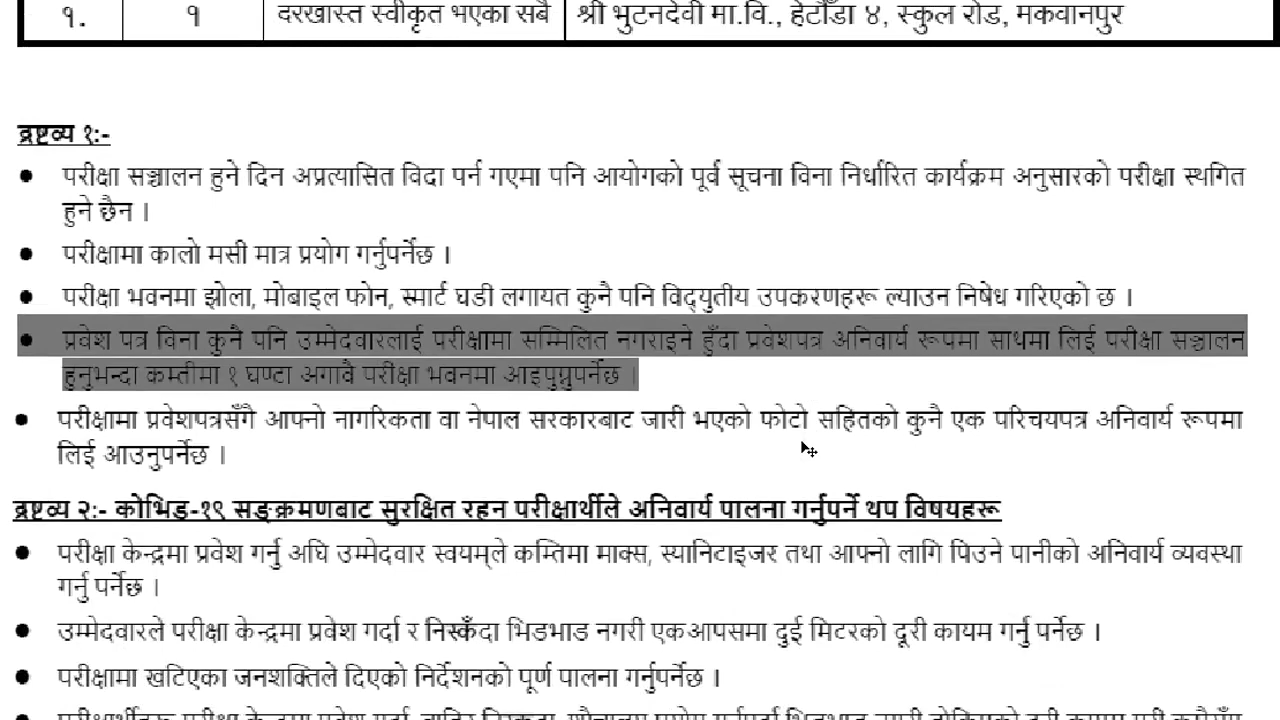 १. १ दरखास्त स्वीकृत भएका सबै श्री भुटनदेवी मा.वि., हेटौंडा ४, स्कुल रोड, मकवानपुर
द्रष्टव्य १:-
● परीक्षा सञ्चालन हुने दिन अप्रत्यासित विदा पर्न गएमा पनि आयोगको पूर्व सूचना विना निर्धारित कार्यक्रम अनुसारको परीक्षा स्थगित
हुने छैन ।
● परीक्षामा कालो मसी मात्र प्रयोग गर्नुपर्नेछ ।
● परीक्षा भवनमा झोला, मोबाइल फोन, स्मार्ट घडी लगायत कुनै पनि विद्युतीय उपकरणहरू ल्याउन निषेध गरिएको छ ।
● प्रवेश पत्र विना कुनै पनि उम्मेदवारलाई परीक्षामा सम्मिलित नगराइने हुँदा प्रवेशपत्र अनिवार्य रूपमा साथमा लिई परीक्षा सञ्चालन
हुनुभन्दा कम्तीमा १ घण्टा अगावै परीक्षा भवनमा आइपुग्नुपर्नेछ ।
● परीक्षामा प्रवेशपत्रसँगै आफ्नो नागरिकता वा नेपाल सरकारबाट जारी भएको फोटो सहितको कुनै एक परिचयपत्र अनिवार्य रूपमा
लिई आउनुपर्नेछ ।
द्रष्टव्य २:- कोभिड-१९ सङ्क्रमणबाट सुरक्षित रहन परीक्षार्थीले अनिवार्य पालना गर्नुपर्ने थप विषयहरू
● परीक्षा केन्द्रमा प्रवेश गर्नु अघि उम्मेदवार स्वयम्‌ले कम्तिमा माक्स, स्यानिटाइजर तथा आफ्नो लागि पिउने पानीको अनिवार्य व्यवस्था
गर्नु पर्नेछ ।
● उम्मेदवारले परीक्षा केन्द्रमा प्रवेश गर्दा र निस्कँदा भिडभाड नगरी एकआपसमा दुई मिटरको दूरी कायम गर्नु पर्नेछ ।
● परीक्षामा खटिएका जनशक्तिले दिएको निर्देशनको पूर्ण पालना गर्नुपर्नेछ ।